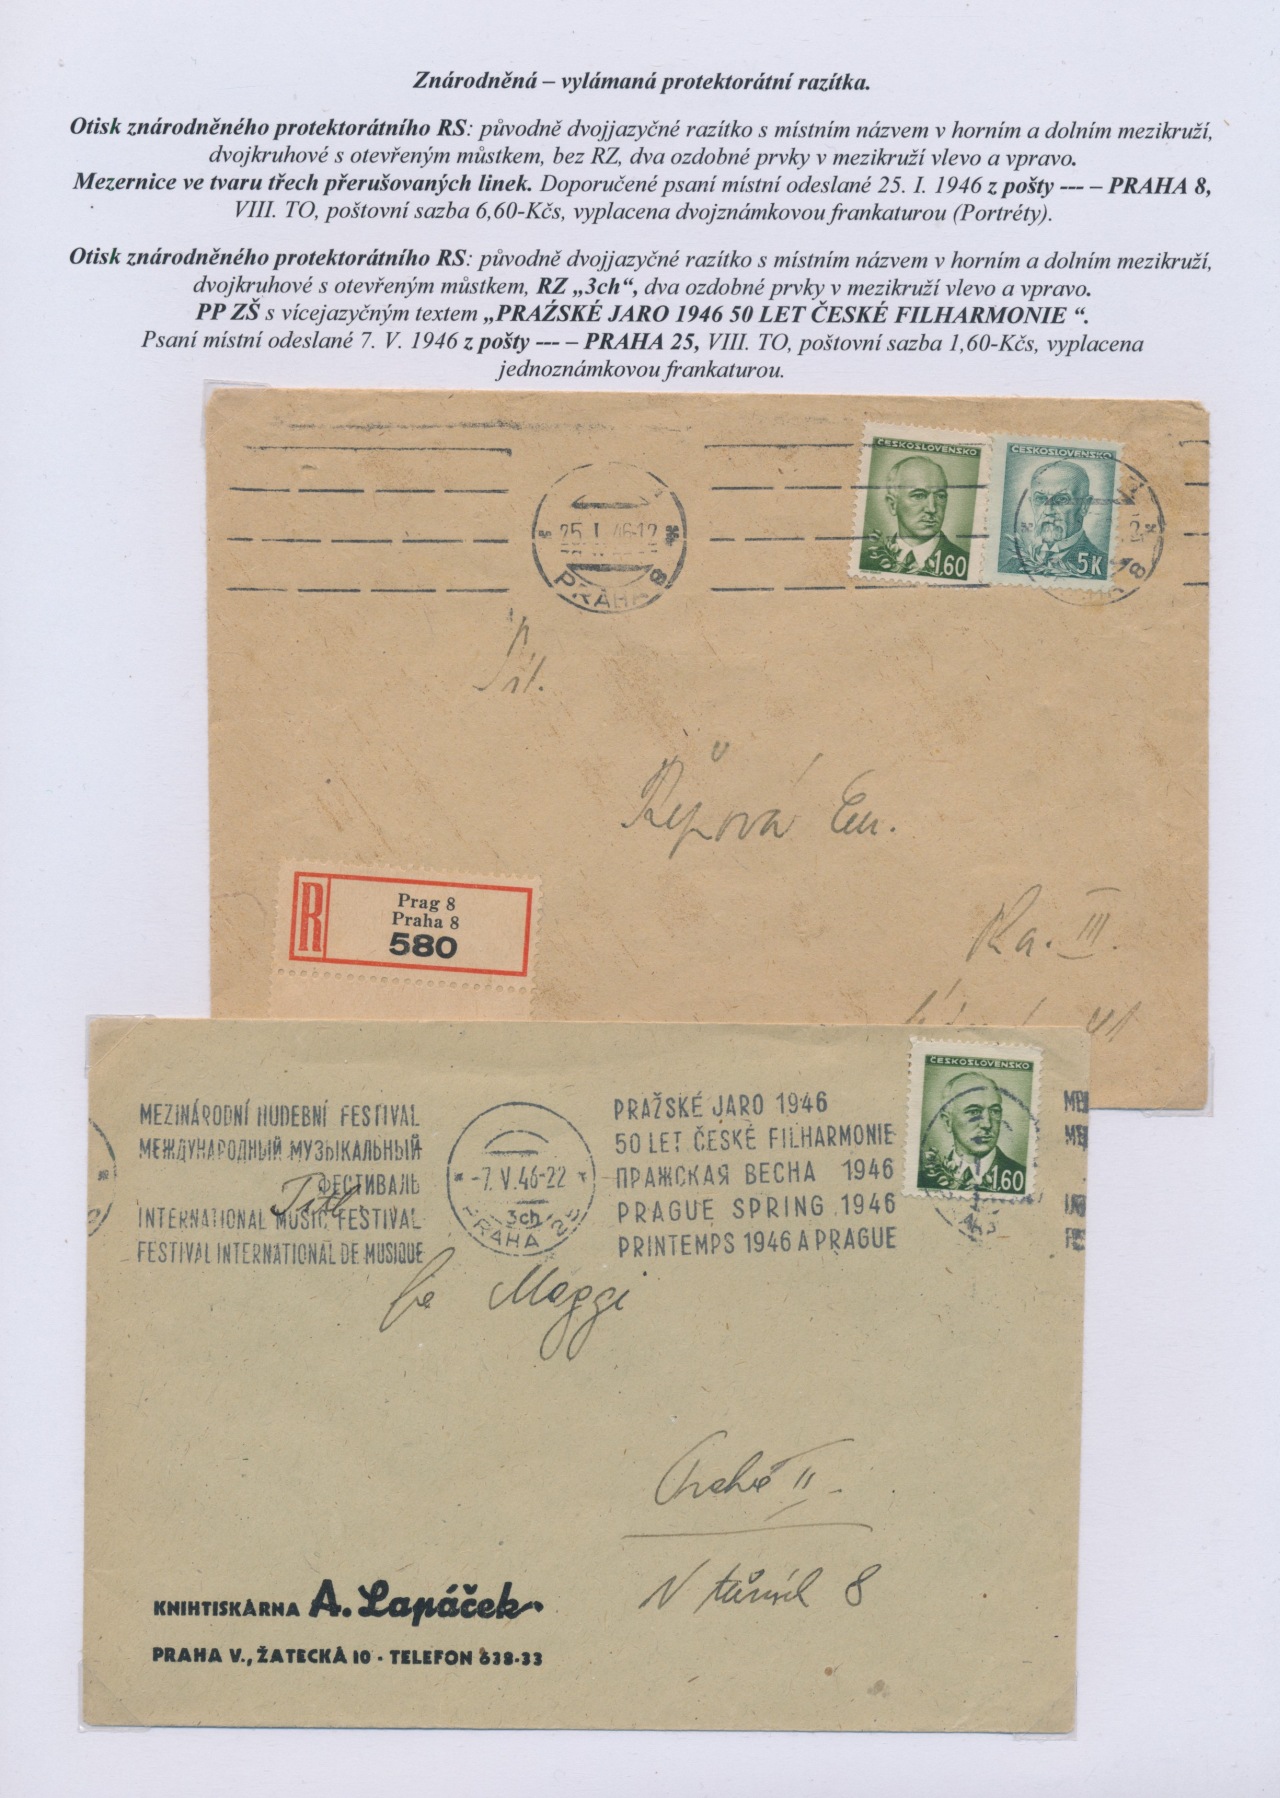 Znárodněná – vylámaná protektorátní razítka.
Otisk znárodněného protektorátního RS: původně dvojjazyčné razítko s místním názvem v horním a dolním mezikruží,
dvojkruhové s otevřeným můstkem, bez RZ, dva ozdobné prvky v mezikruží vlevo a vpravo.
Mezernice ve tvaru třech přerušovaných linek. Doporučené psaní místní odeslané 25. I. 1946 z pošty --- – PRAHA 8,
VIII. TO, poštovní sazba 6,60-Kčs, vyplacena dvojznámkovou frankaturou (Portréty).
Otisk znárodněného protektorátního RS: původně dvojjazyčné razítko s místním názvem v horním a dolním mezikruží,
dvojkruhové s otevřeným můstkem, RZ „3ch“, dva ozdobné prvky v mezikruží vlevo a vpravo.
PP ZŠ s vícejazyčným textem „PRAŹSKÉ JARO 1946 50 LET ČESKÉ FILHARMONIE “.
Psaní místní odeslané 7. V. 1946 z pošty --- – PRAHA 25, VIII. TO, poštovní sazba 1,60-Kčs, vyplacena
jednoznámkovou frankaturou.
ČESKOSLOVENSKO
1.60
ČESKOSLOVENSKO
5K
25. I. 46-12
PRAHA 8
Ra. III.
R
Prag 8
Praha 8
580
ČESKOSLOVENSKO
1.60
MEZINÁRODNÍ HUDEBNÍ FESTIVAL
МЕЖДУНАРОДНЫЙ МУЗЫКАЛЬНЫЙ
ФЕСТИВАЛЬ
INTERNATIONAL MUSIC FESTIVAL
FESTIVAL INTERNATIONAL DE MUSIQUE
-7.V.46-22
3ch
PRAHA 25
PRAŽSKÉ JARO 1946
50 LET ČESKÉ FILHARMONIE
ПРАЖСКАЯ ВЕСНА 1946
PRAGUE SPRING 1946
PRINTEMPS 1946 A PRAGUE
Titl
fa Maggi
Praha II
8
KNIHTISKÁRNA A. Lapáček
PRAHA V., ŽATECKÁ 10 · TELEFON 638-33